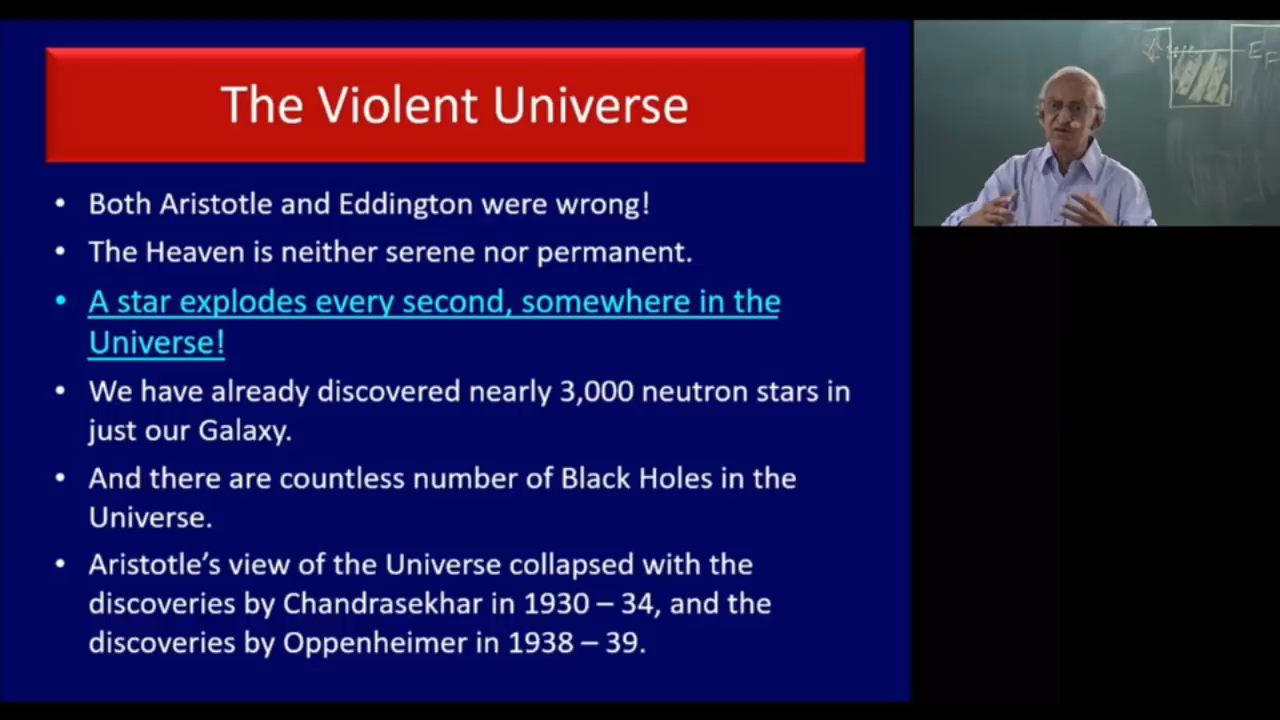 The Violent Universe
• Both Aristotle and Eddington were wrong!
• The Heaven is neither serene nor permanent.
• A star explodes every second, somewhere in the
Universe!
• We have already discovered nearly 3,000 neutron stars in
just our Galaxy.
• And there are countless number of Black Holes in the
Universe.
• Aristotle’s view of the Universe collapsed with the
discoveries by Chandrasekhar in 1930 – 34, and the
discoveries by Oppenheimer in 1938 – 39.
E_F